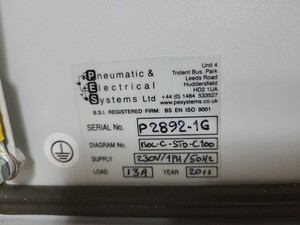 PES
Pneumatic &
Electrical
Systems Ltd
Unit 4
Trident Bus. Park
Leeds Road
Huddersfield
HD2 1UA
+44 (0) 1484 533527
www.pesystems.co.uk
B.S.I. REGISTERED FIRM: BS EN ISO 9001
SERIAL No. P2892-1G
DIAGRAM No. ISOL-C-STD-C100
SUPPLY 230V/1PH/50Hz
LOAD 13A YEAR 2011